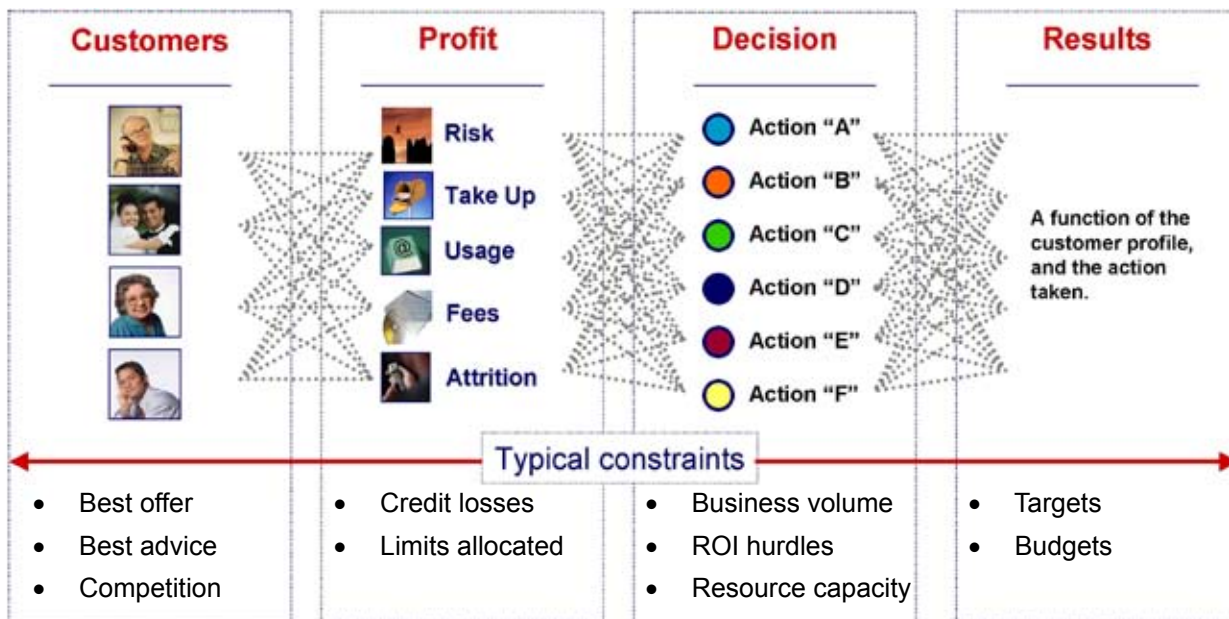 Customers
Profit
Decision
Results
Risk
Take Up
Usage
Fees
Attrition
Action “A”
Action “B”
Action “C”
Action “D”
Action “E”
Action “F”
A function of the
customer profile,
and the action
taken.
Typical constraints
• Best offer
• Best advice
• Competition
• Credit losses
• Limits allocated
• Business volume
• ROI hurdles
• Resource capacity
• Targets
• Budgets